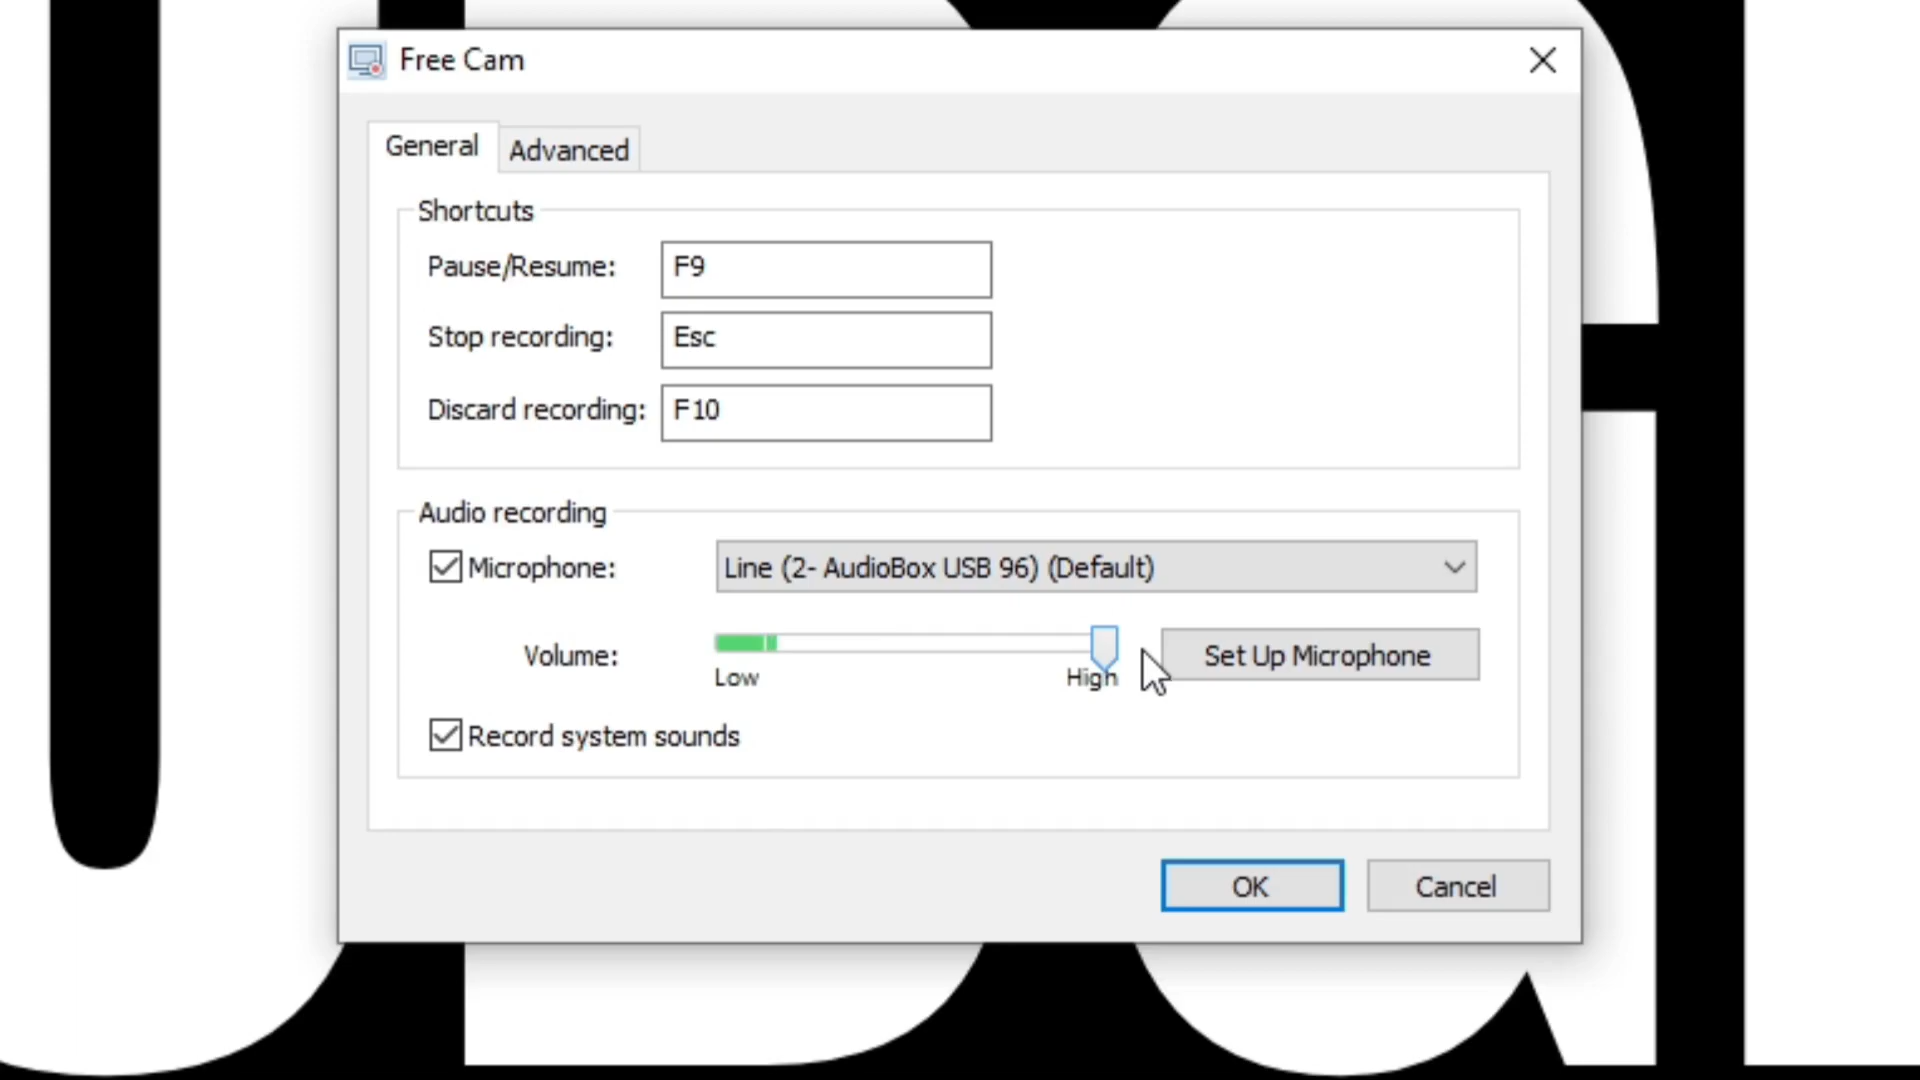 Free Cam
General
Advanced
Shortcuts
Pause/Resume: F9
Stop recording: Esc
Discard recording: F10
Audio recording
Microphone: Line (2- AudioBox USB 96) (Default)
Volume: Low High Set Up Microphone
Record system sounds
OK Cancel